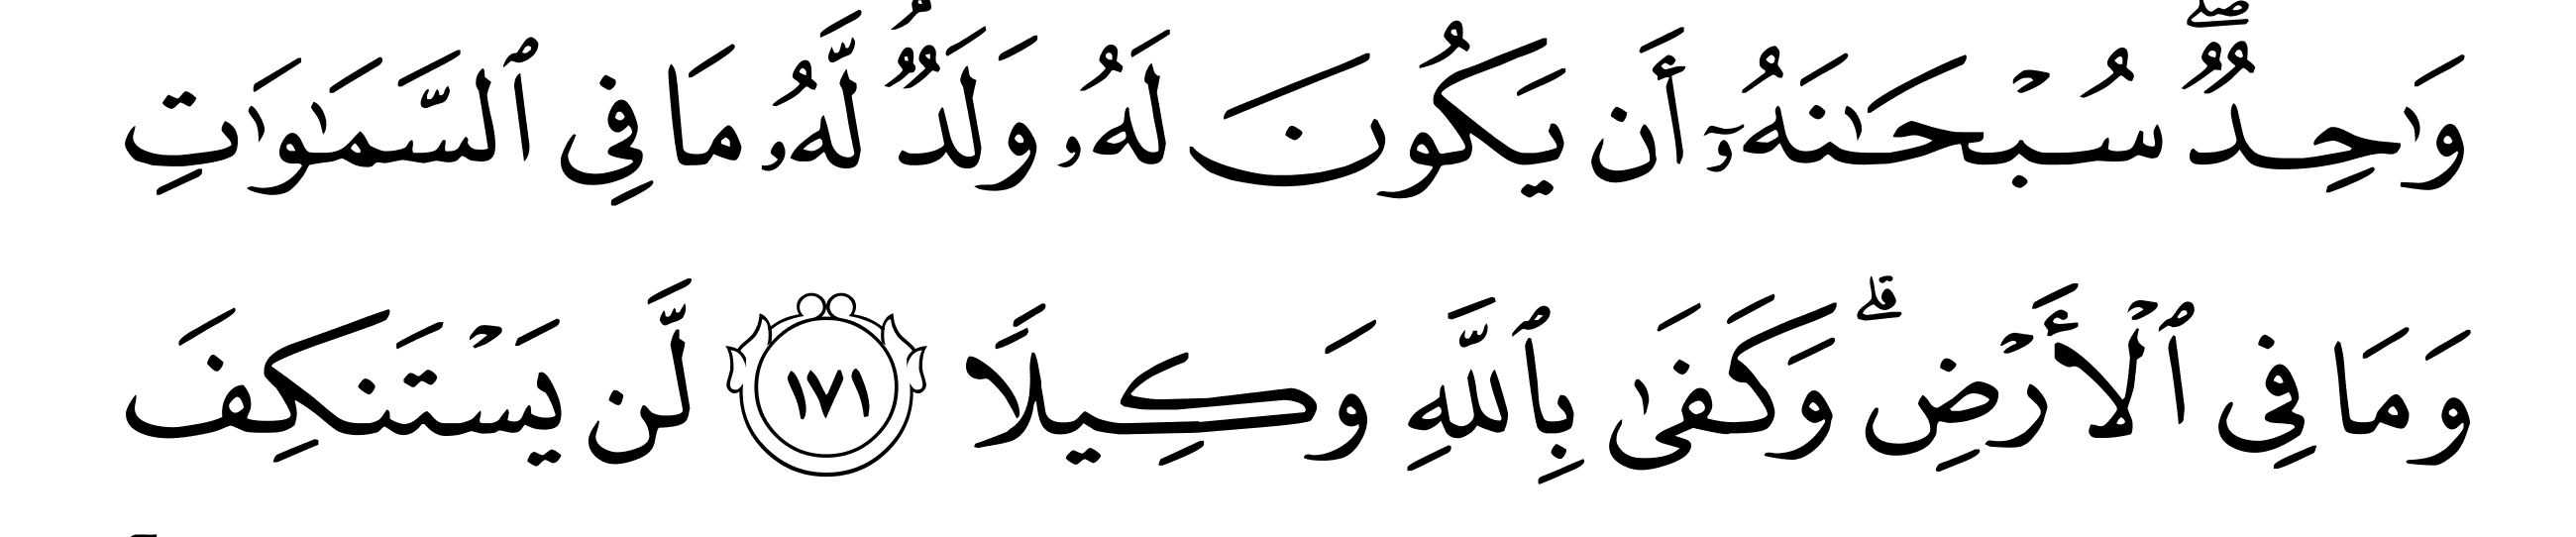 وَٰحِدٌۖ سُبْحَـٰنَهُۥٓ أَن يَكُونَ لَهُۥ وَلَدٌۘ لَّهُۥ مَا فِى ٱلسَّمَـٰوَٰتِ
وَمَا فِى ٱلْأَرْضِۗ وَكَفَىٰ بِٱللَّهِ وَكِيلًا ١٧١ لَّن يَسْتَنكِفَ